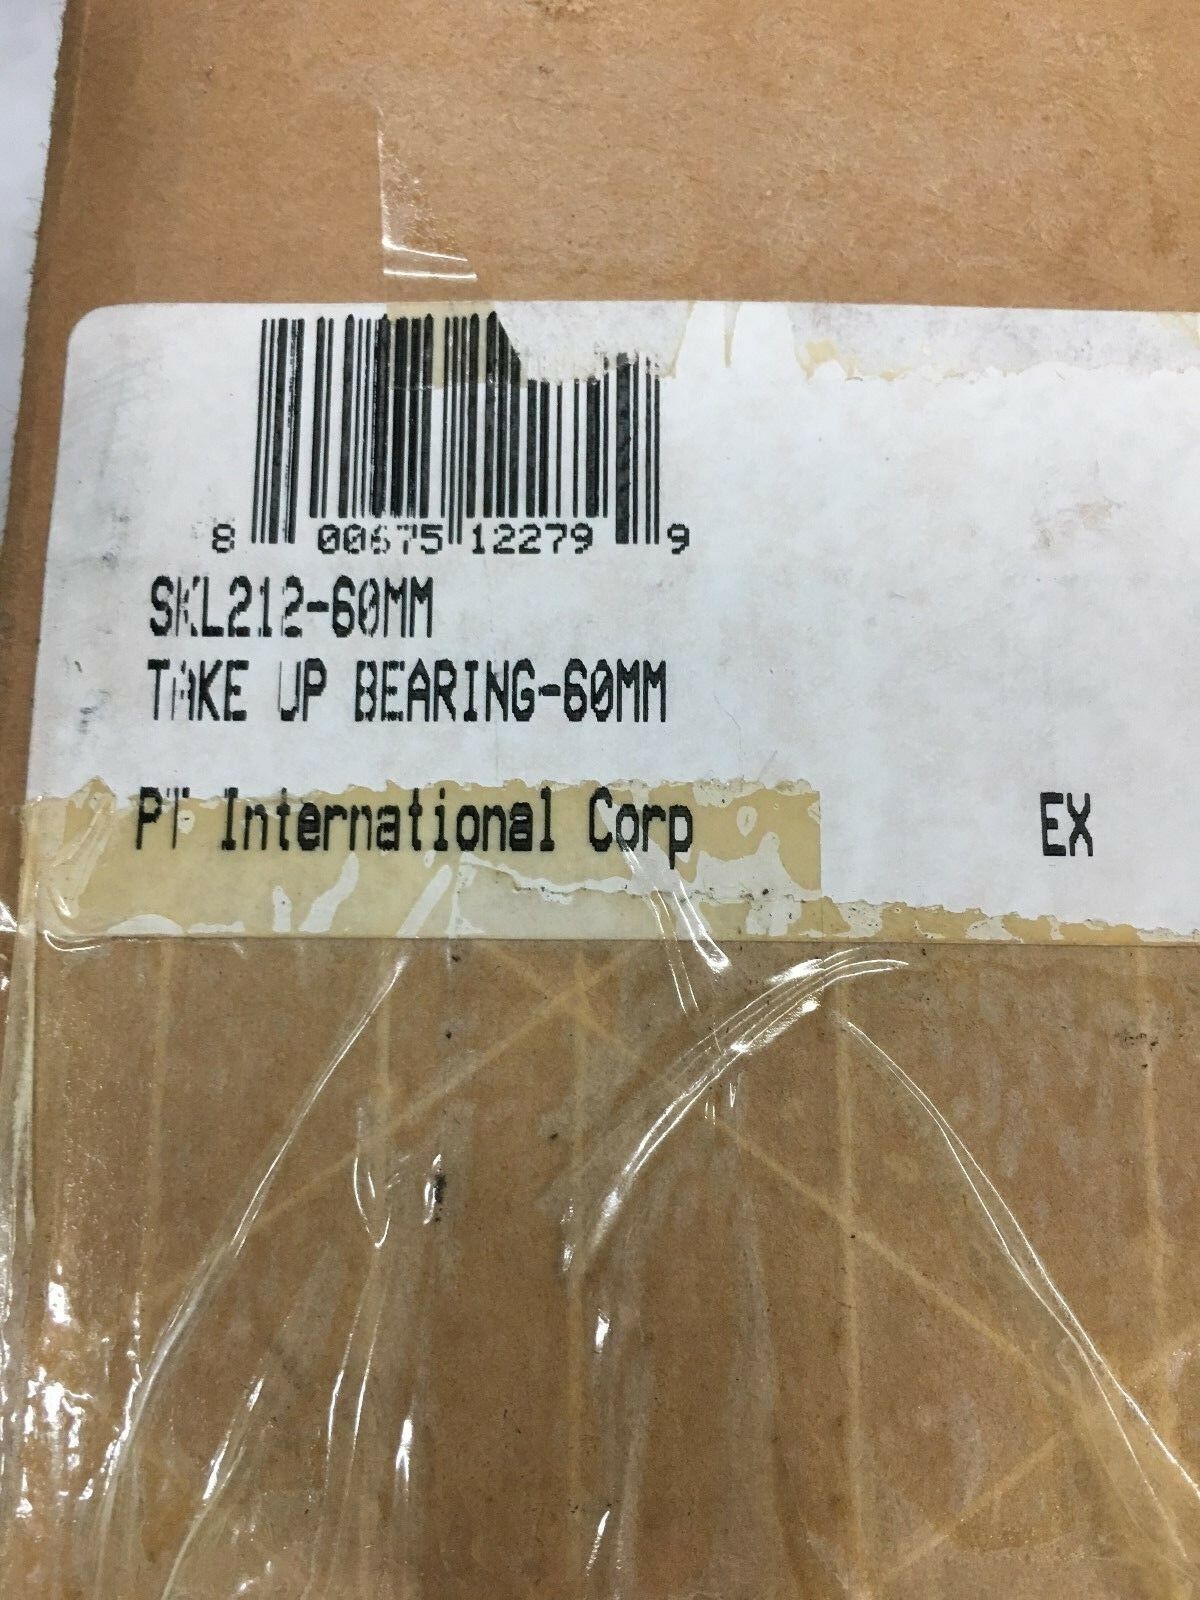 8 00675 12279 9
SKL212-60MM
TAKE UP BEARING-60MM
PT International Corp EX